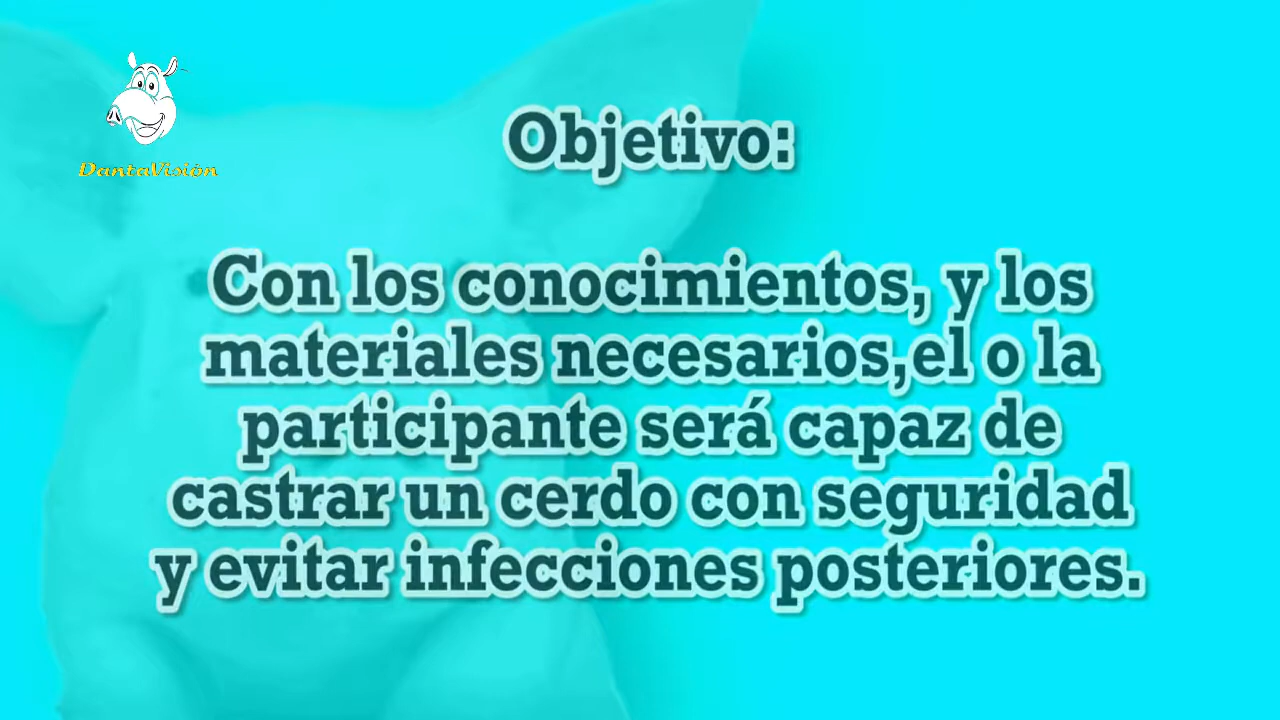 DantaVisión
Objetivo:
Con los conocimientos, y los
materiales necesarios,el o la
participante será capaz de
castrar un cerdo con seguridad
y evitar infecciones posteriores.